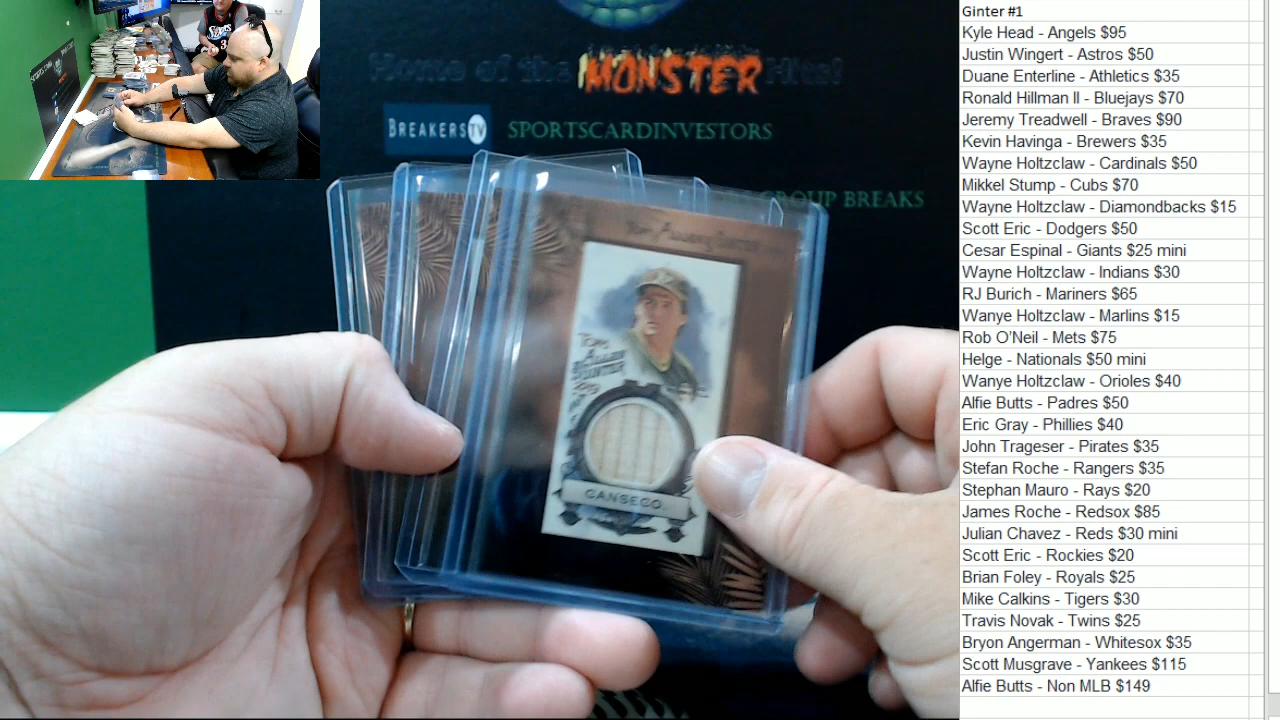 Home of the MONSTER Hits!
BREAKERS TV
SPORTSCARDINVESTORS
GROUP BREAKS
CANSECO
Ginter #1
Kyle Head - Angels $95
Justin Wingert - Astros $50
Duane Enterline - Athletics $35
Ronald Hillman ll - Bluejays $70
Jeremy Treadwell - Braves $90
Kevin Havinga - Brewers $35
Wayne Holtzclaw - Cardinals $50
Mikkel Stump - Cubs $70
Wayne Holtzclaw - Diamondbacks $15
Scott Eric - Dodgers $50
Cesar Espinal - Giants $25 mini
Wayne Holtzclaw - Indians $30
RJ Burich - Mariners $65
Wanye Holtzclaw - Marlins $15
Rob O'Neil - Mets $75
Helge - Nationals $50 mini
Wanye Holtzclaw - Orioles $40
Alfie Butts - Padres $50
Eric Gray - Phillies $40
John Trageser - Pirates $35
Stefan Roche - Rangers $35
Stephan Mauro - Rays $20
James Roche - Redsox $85
Julian Chavez - Reds $30 mini
Scott Eric - Rockies $20
Brian Foley - Royals $25
Mike Calkins - Tigers $30
Travis Novak - Twins $25
Bryon Angerman - Whitesox $35
Scott Musgrave - Yankees $115
Alfie Butts - Non MLB $149